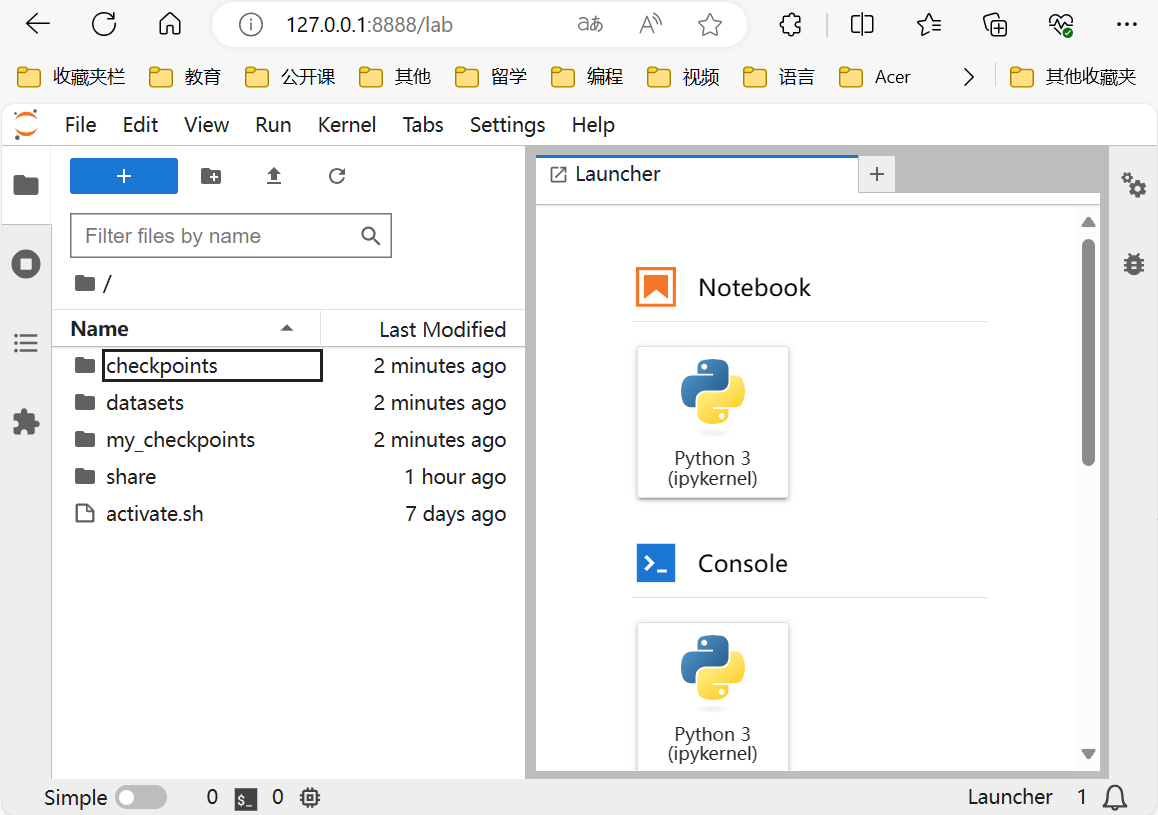 127.0.0.1:8888/lab
aあ
A
收藏夹栏 教育 公开课 其他 留学 编程 视频 语言 Acer 其他收藏夹
File Edit View Run Kernel Tabs Settings Help
+
Launcher
+
Filter files by name
/
Name Last Modified
checkpoints 2 minutes ago
datasets 2 minutes ago
my_checkpoints 2 minutes ago
share 1 hour ago
activate.sh 7 days ago
Notebook
Python 3
(ipykernel)
Console
Python 3
(ipykernel)
Simple 0 $_ 0 Launcher 1